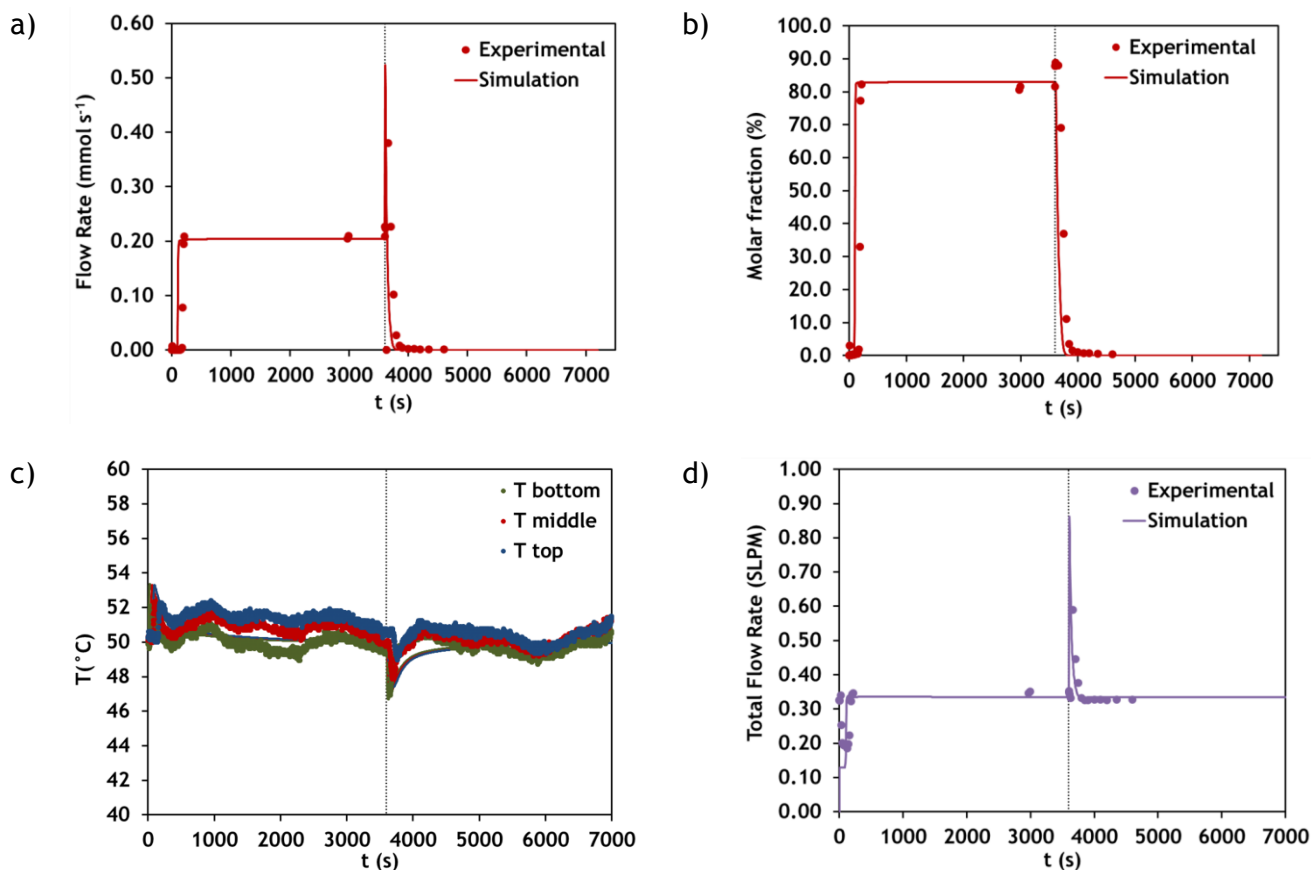 a)
0.60
0.50
0.40
0.30
0.20
0.10
0.00
Flow Rate (mmol s⁻¹)
Experimental
Simulation
0 1000 2000 3000 4000 5000 6000 7000
t (s)
b)
100.0
90.0
80.0
70.0
60.0
50.0
40.0
30.0
20.0
10.0
0.0
Molar fraction (%)
Experimental
Simulation
0 1000 2000 3000 4000 5000 6000 7000
t (s)
c)
60
58
56
54
52
50
48
46
44
42
40
T(°C)
T bottom
T middle
T top
0 1000 2000 3000 4000 5000 6000 7000
t (s)
d)
1.00
0.90
0.80
0.70
0.60
0.50
0.40
0.30
0.20
0.10
0.00
Total Flow Rate (SLPM)
Experimental
Simulation
0 1000 2000 3000 4000 5000 6000 7000
t (s)